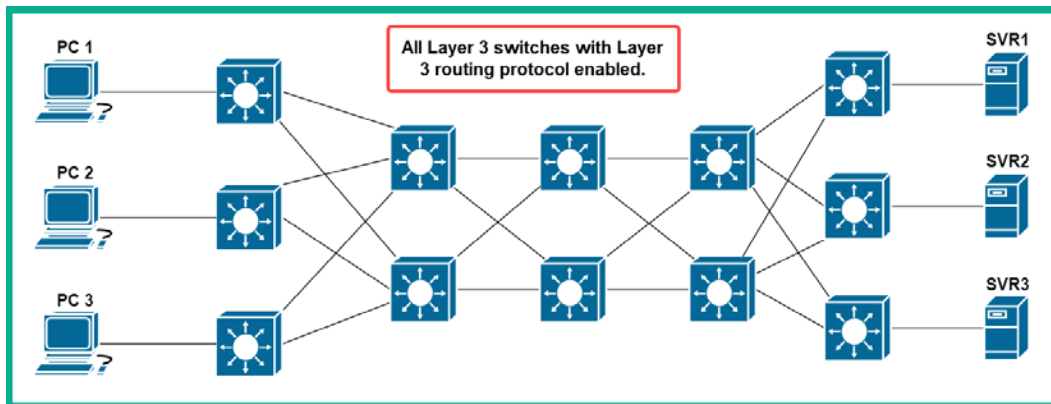 PC 1
All Layer 3 switches with Layer
3 routing protocol enabled.
SVR1
PC 2
SVR2
PC 3
SVR3